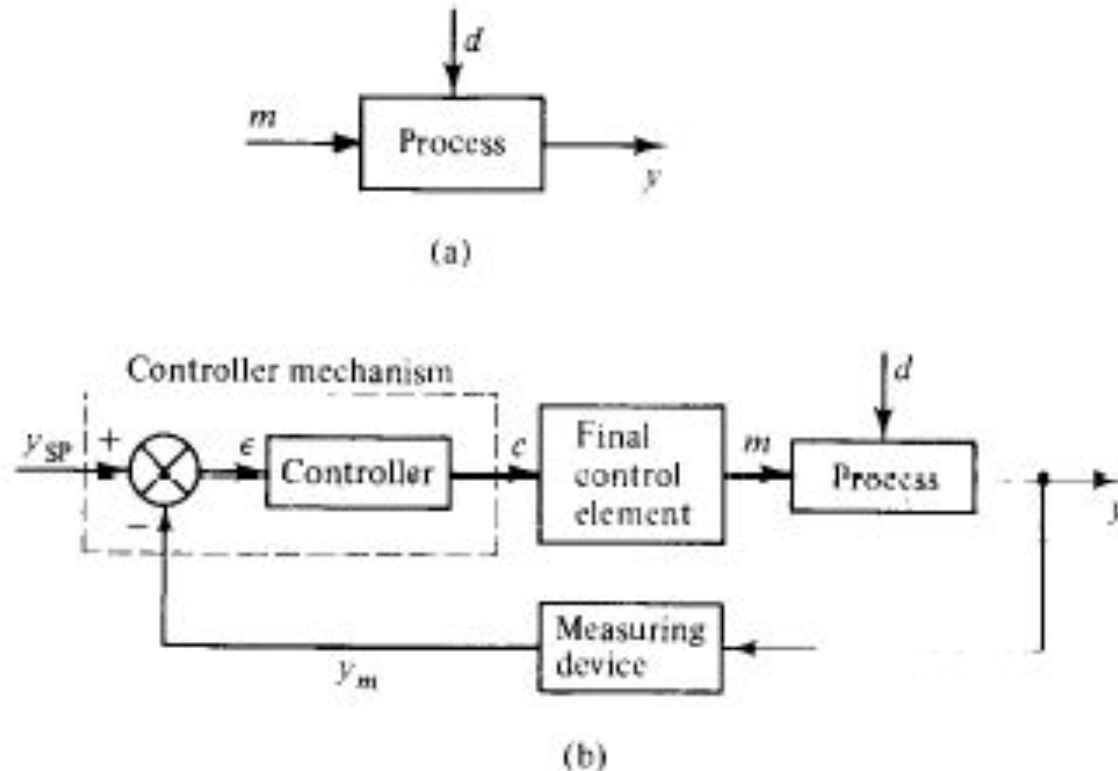 d
m
Process
y
(a)
Controller mechanism
d
y_SP
+
ϵ
Controller
c
Final
control
element
m
Process
y
−
Measuring
device
y_m
(b)